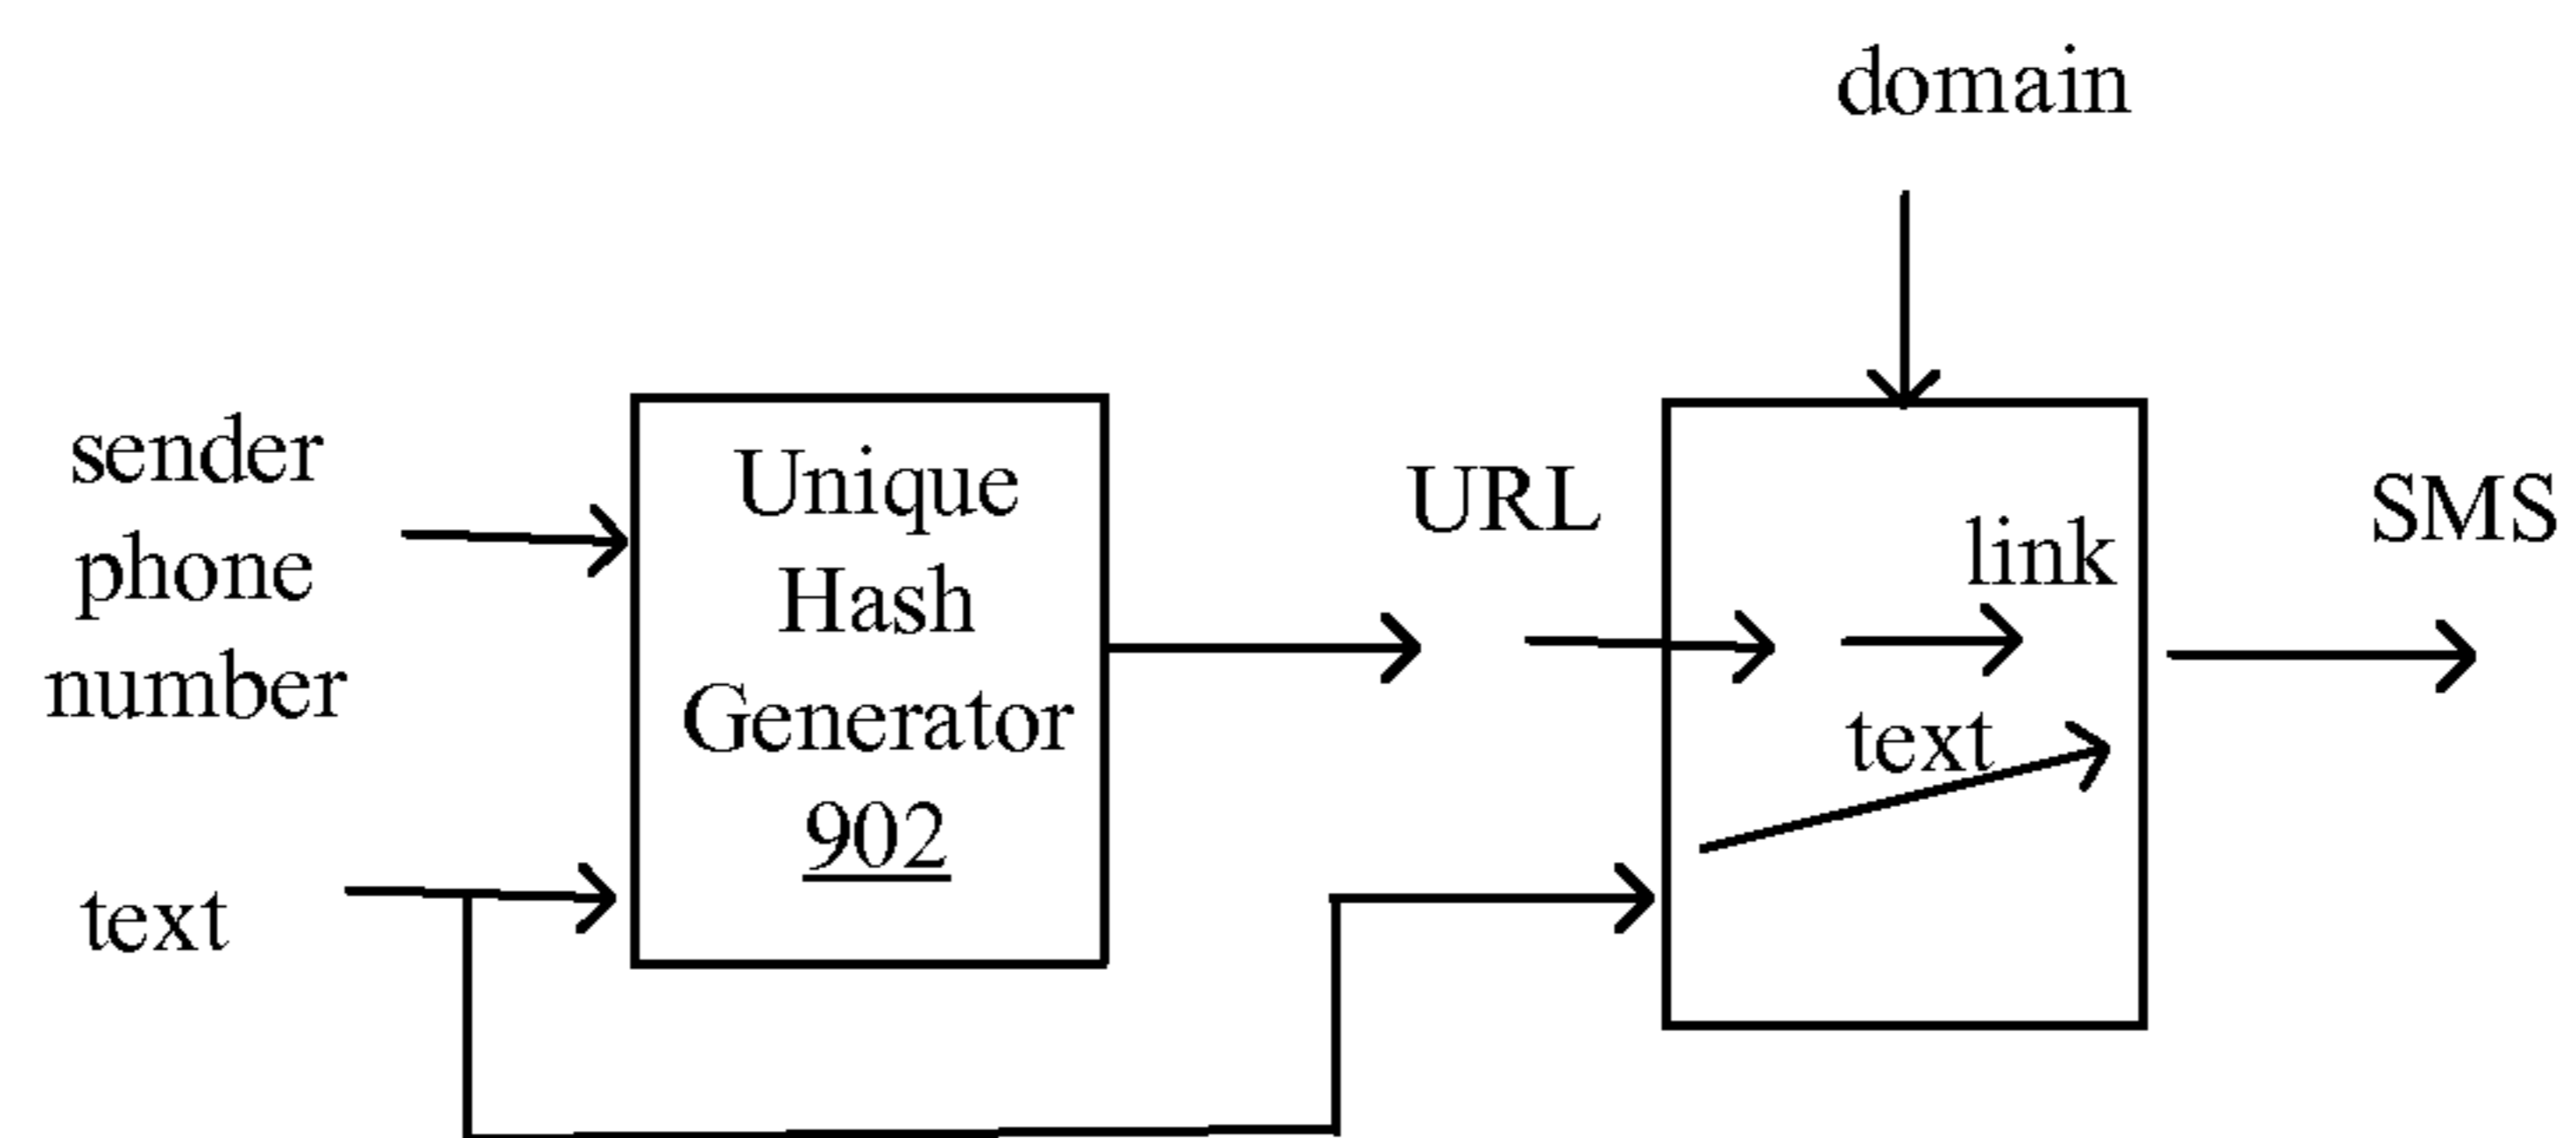 domain
sender
phone
number
text
Unique
Hash
Generator
902
URL
link
text
SMS